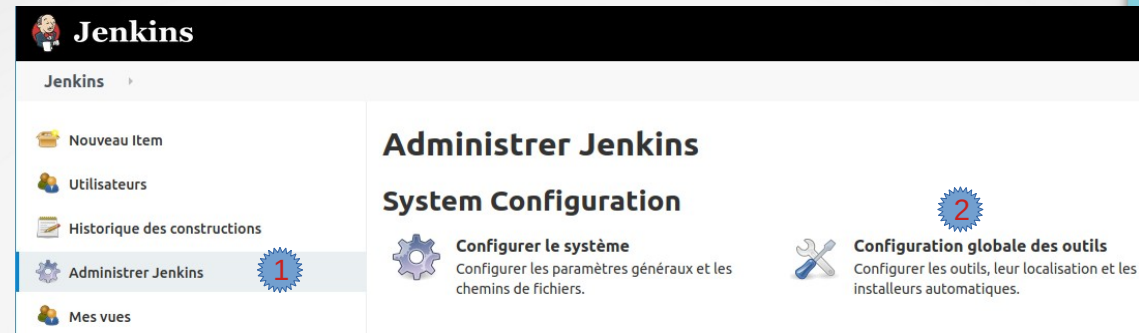 Jenkins
Jenkins
Nouveau Item
Utilisateurs
Historique des constructions
Administrer Jenkins
1
Mes vues
Administrer Jenkins
System Configuration
Configurer le système
Configurer les paramètres généraux et les
chemins de fichiers.
2
Configuration globale des outils
Configurer les outils, leur localisation et les
installeurs automatiques.